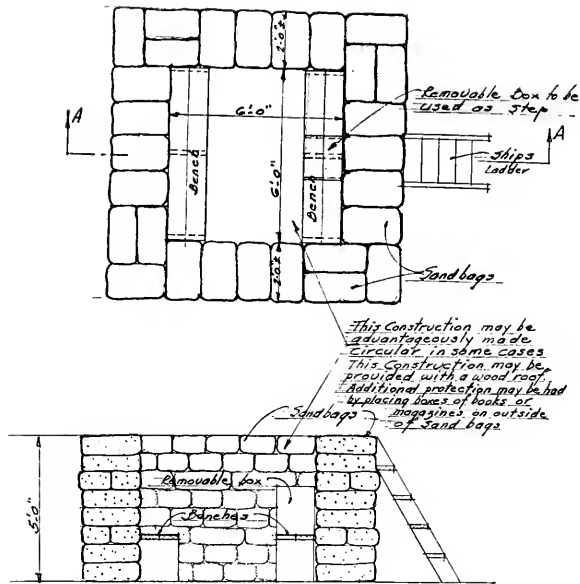 2'-0"±
Removable Box to be
used as Step
A
A
6'-0"
Ships
Ladder
Bench
6'-0"
Bench
2'-0"±
Sandbags
This Construction may be
advantageously made
circular in some cases
This Construction may be
provided with a wood roof.
Additional protection may be had
by placing boxes of books or
magazines on outside
of sand bags
Sandbags
5'-0"
Removable box
Benches